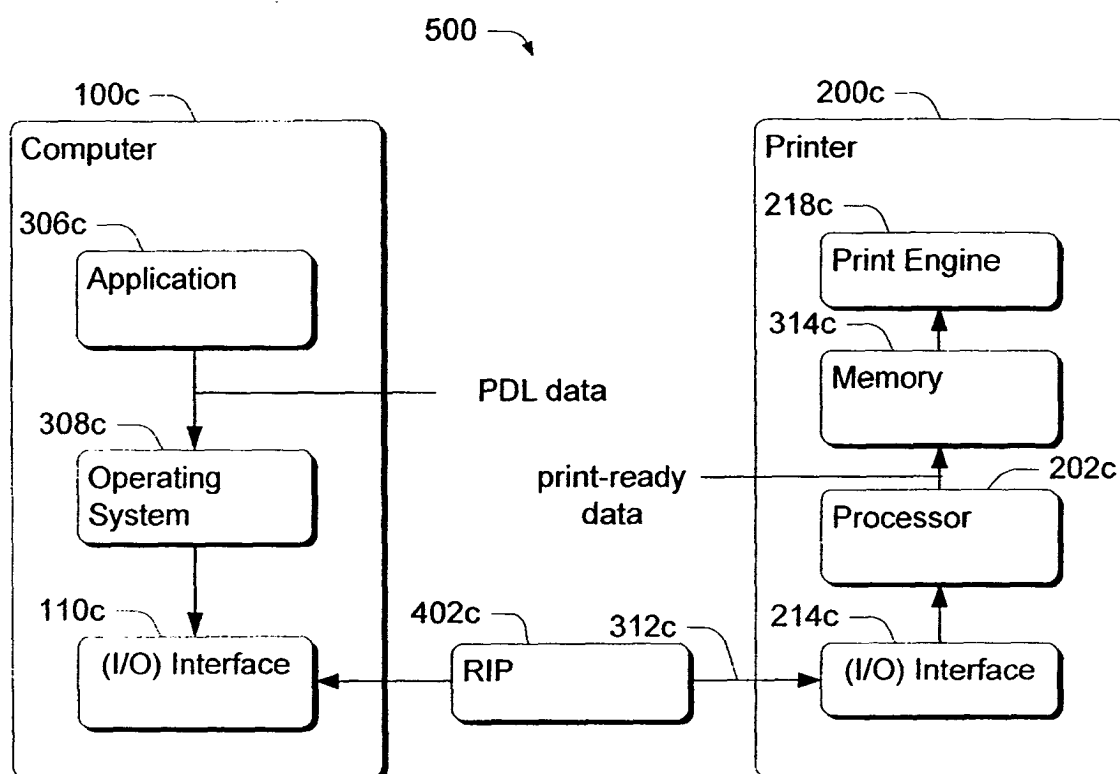 500
100c
Computer
306c
Application
PDL data
308c
Operating
System
110c
(I/O) Interface
402c
RIP
312c
200c
Printer
218c
Print Engine
314c
Memory
print-ready
data
202c
Processor
214c
(I/O) Interface